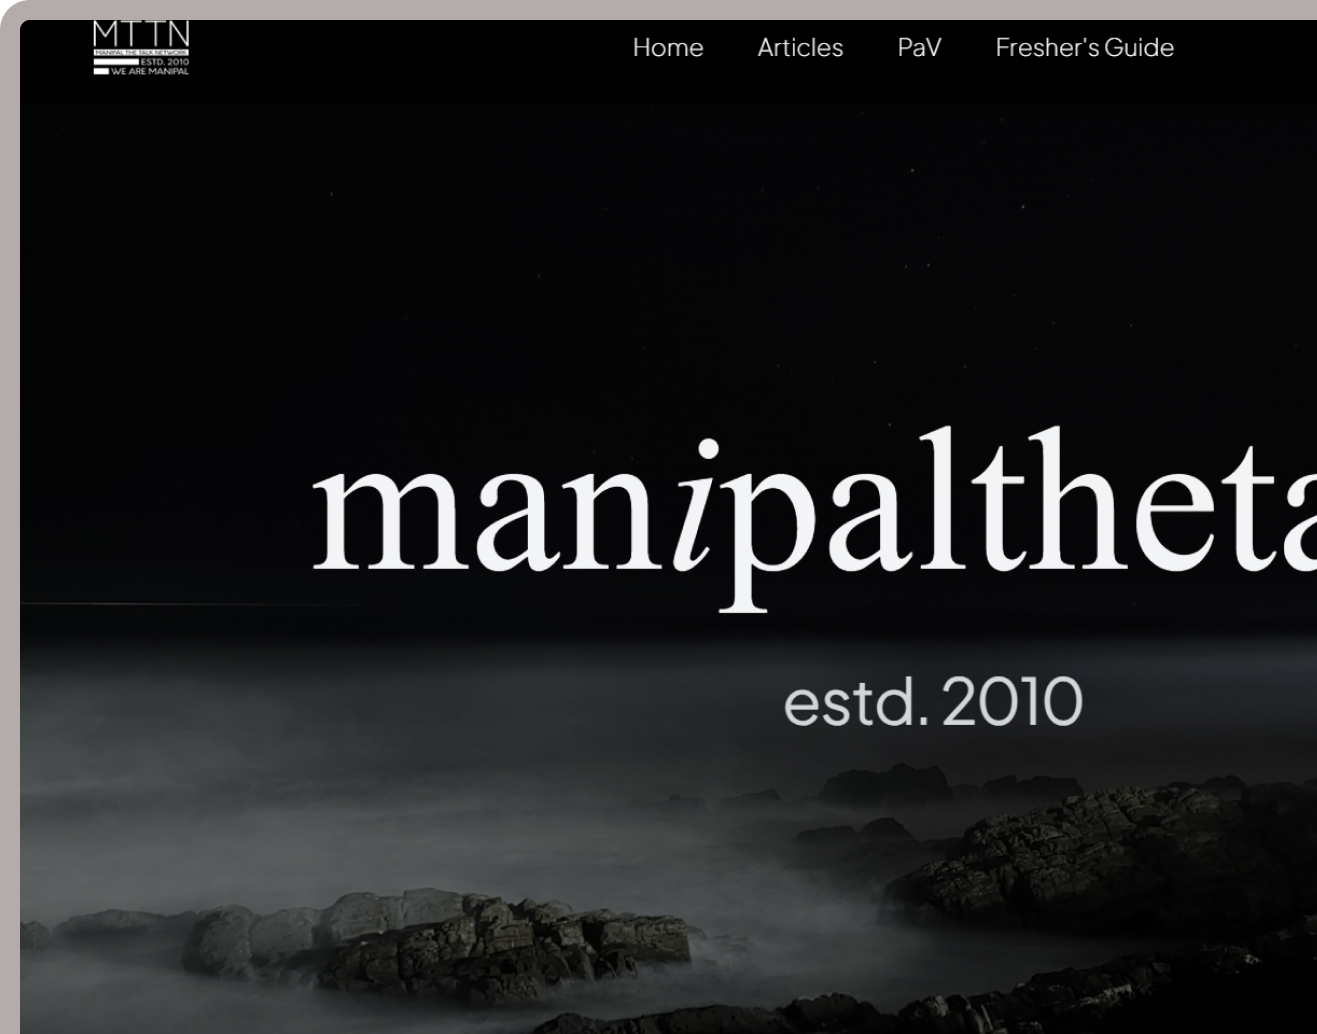 MTTN
MANIPAL THE TALK NETWORK
ESTD. 2010
WE ARE MANIPAL
Home Articles PaV Fresher's Guide
manipaltheta
estd. 2010